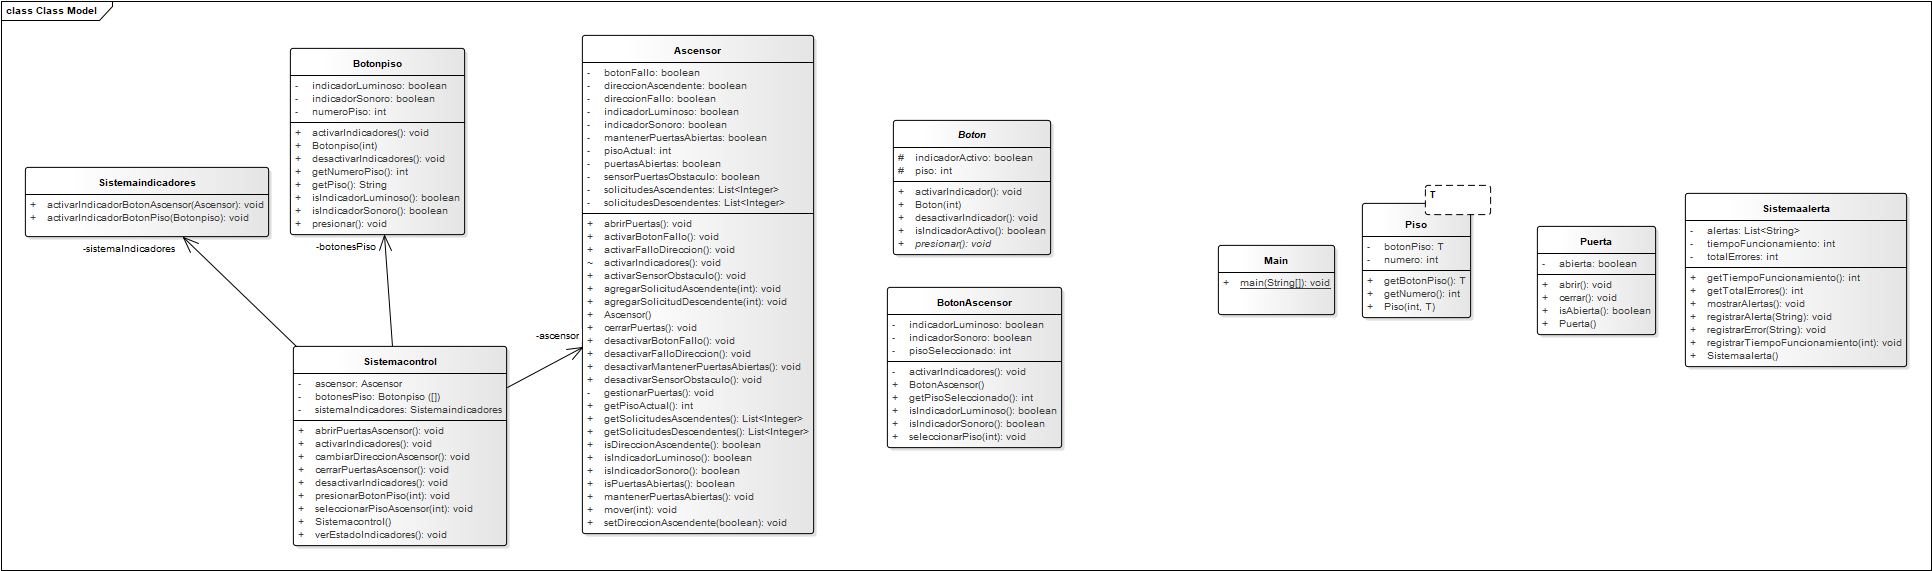 class Class Model
Sistemaindicadores
+ activarIndicadorBotonAscensor(Ascensor): void
+ activarIndicadorBotonPiso(Botonpiso): void
-sistemaIndicadores
Botonpiso
- indicadorLuminoso: boolean
- indicadorSonoro: boolean
- numeroPiso: int
+ activarIndicadores(): void
+ Botonpiso(int)
+ desactivarIndicadores(): void
+ getNumeroPiso(): int
+ getPiso(): String
+ isIndicadorLuminoso(): boolean
+ isIndicadorSonoro(): boolean
+ presionar(): void
-botonesPiso
Sistemacontrol
- ascensor: Ascensor
- botonesPiso: Botonpiso ([])
- sistemaIndicadores: Sistemaindicadores
+ abrirPuertasAscensor(): void
+ activarIndicadores(): void
+ cambiarDireccionAscensor(): void
+ cerrarPuertasAscensor(): void
+ desactivarIndicadores(): void
+ presionarBotonPiso(int): void
+ seleccionarPisoAscensor(int): void
+ Sistemacontrol()
+ verEstadoIndicadores(): void
-ascensor
Ascensor
- botonFallo: boolean
- direccionAscendente: boolean
- direccionFallo: boolean
- indicadorLuminoso: boolean
- indicadorSonoro: boolean
- mantenerPuertasAbiertas: boolean
- pisoActual: int
- puertasAbiertas: boolean
- sensorPuertasObstaculo: boolean
- solicitudesAscendentes: List<Integer>
- solicitudesDescendentes: List<Integer>
+ abrirPuertas(): void
+ activarBotonFallo(): void
+ activarFalloDireccion(): void
~ activarIndicadores(): void
+ activarSensorObstaculo(): void
+ agregarSolicitudAscendente(int): void
+ agregarSolicitudDescendente(int): void
+ Ascensor()
+ cerrarPuertas(): void
+ desactivarBotonFallo(): void
+ desactivarFalloDireccion(): void
+ desactivarMantenerPuertasAbiertas(): void
+ desactivarSensorObstaculo(): void
- gestionarPuertas(): void
+ getPisoActual(): int
+ getSolicitudesAscendentes(): List<Integer>
+ getSolicitudesDescendentes(): List<Integer>
+ isDireccionAscendente(): boolean
+ isIndicadorLuminoso(): boolean
+ isIndicadorSonoro(): boolean
+ isPuertasAbiertas(): boolean
+ mantenerPuertasAbiertas(): void
+ mover(int): void
+ setDireccionAscendente(boolean): void
Boton
# indicadorActivo: boolean
# piso: int
+ activarIndicador(): void
+ Boton(int)
+ desactivarIndicador(): void
+ isIndicadorActivo(): boolean
+ presionar(): void
BotonAscensor
- indicadorLuminoso: boolean
- indicadorSonoro: boolean
- pisoSeleccionado: int
- activarIndicadores(): void
+ BotonAscensor()
+ getPisoSeleccionado(): int
+ isIndicadorLuminoso(): boolean
+ isIndicadorSonoro(): boolean
+ seleccionarPiso(int): void
Main
+ main(String[]): void
T
Piso
- botonPiso: T
- numero: int
+ getBotonPiso(): T
+ getNumero(): int
+ Piso(int, T)
Puerta
- abierta: boolean
+ abrir(): void
+ cerrar(): void
+ isAbierta(): boolean
+ Puerta()
Sistemaalerta
- alertas: List<String>
- tiempoFuncionamiento: int
- totalErrores: int
+ getTiempoFuncionamiento(): int
+ getTotalErrores(): int
+ mostrarAlertas(): void
+ registrarAlerta(String): void
+ registrarError(String): void
+ registrarTiempoFuncionamiento(int): void
+ Sistemaalerta()